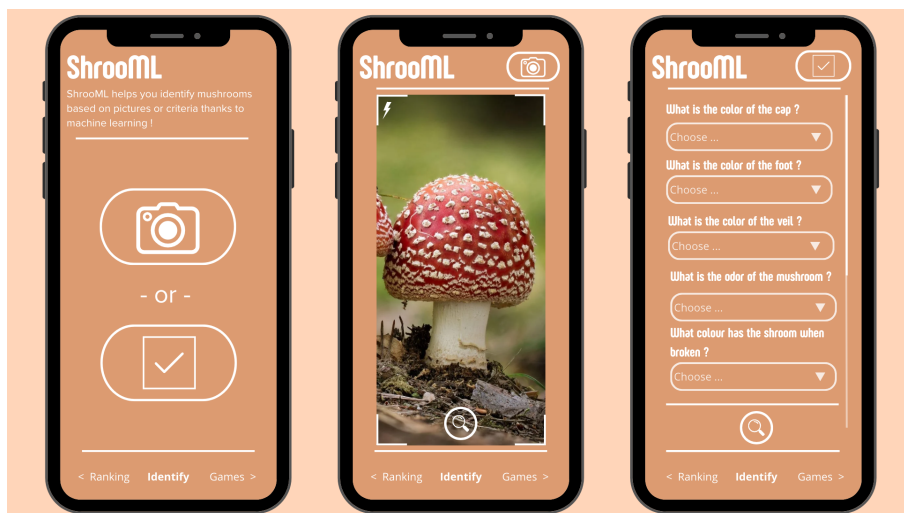 ShrooML
ShrooML helps you identify mushrooms
based on pictures or criteria thanks to
machine learning !
- or -
< Ranking Identify Games >
ShrooML
< Ranking Identify Games >
ShrooML
What is the color of the cap ?
Choose ...
What is the color of the foot ?
Choose ...
What is the color of the veil ?
Choose ...
What is the odor of the mushroom ?
Choose ...
What colour has the shroom when
broken ?
Choose ...
< Ranking Identify Games >